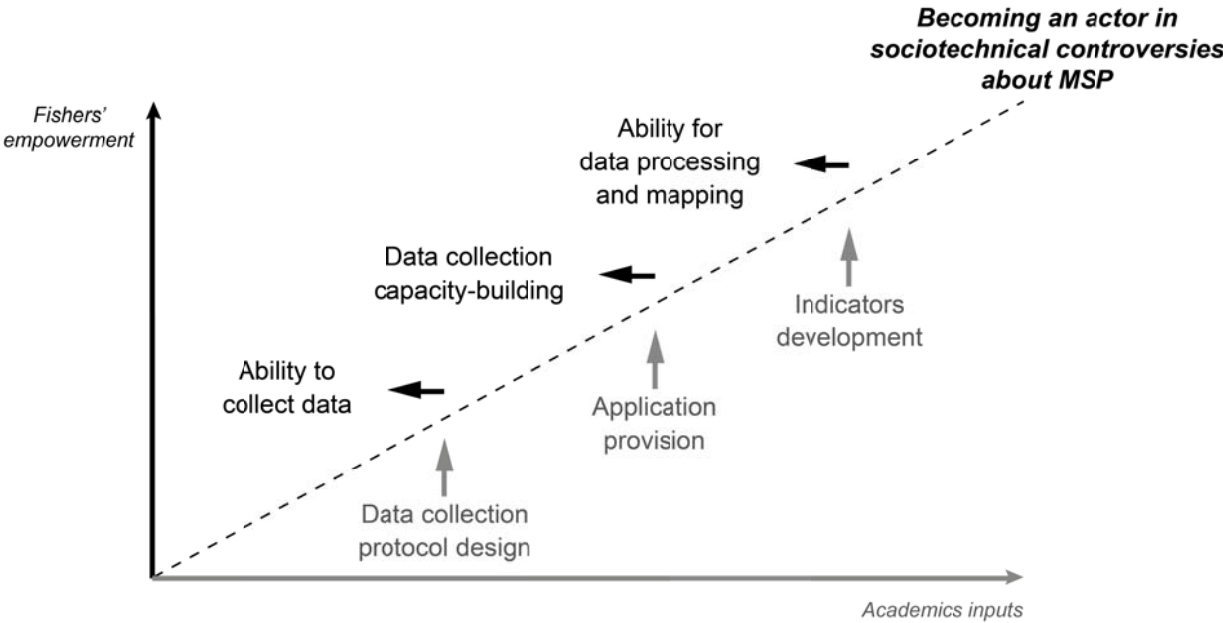 Becoming an actor in
sociotechnical controversies
about MSP
Fishers'
empowerment
Ability for
data processing
and mapping
Data collection
capacity-building
Indicators
development
Ability to
collect data
Application
provision
Data collection
protocol design
Academics inputs